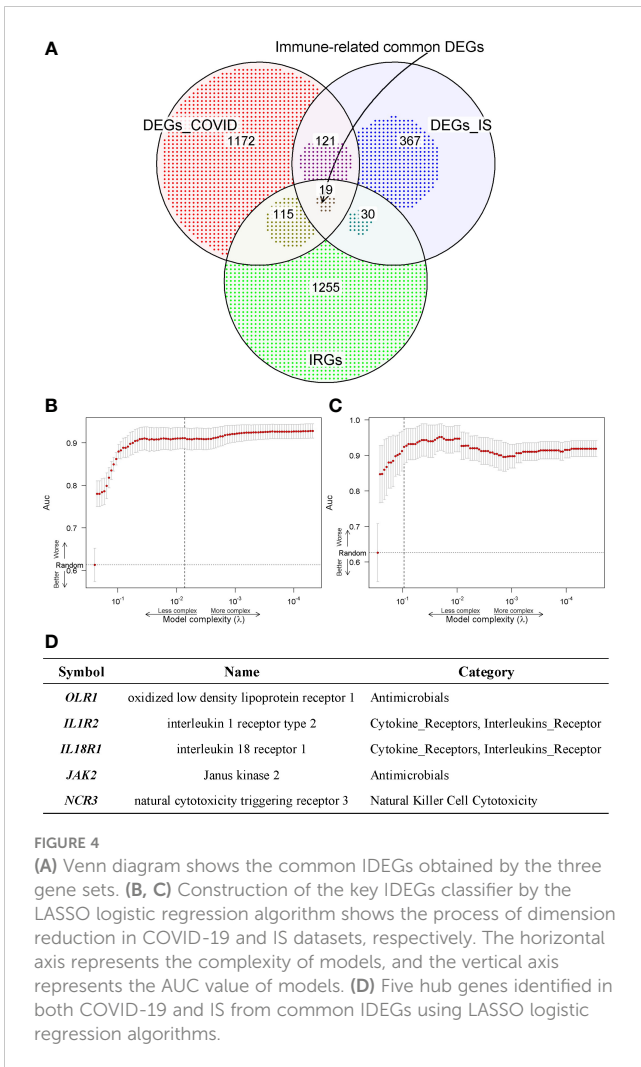 A
Immune-related common DEGs
DEGs_COVID
DEGs_IS
1172
121
367
19
115
30
1255
IRGs
B
C
Auc
0.9
0.8
0.7
0.6
Worse
Better
Random
10⁻¹
10⁻²
10⁻³
10⁻⁴
Less complex
More complex
Model complexity (λ)
Auc
1.0
0.9
0.8
0.7
0.6
Worse
Better
Random
10⁻¹
10⁻²
10⁻³
10⁻⁴
Less complex
More complex
Model complexity (λ)
D
Symbol Name Category
OLR1 oxidized low density lipoprotein receptor 1 Antimicrobials
IL1R2 interleukin 1 receptor type 2 Cytokine_Receptors, Interleukins_Receptor
IL18R1 interleukin 18 receptor 1 Cytokine_Receptors, Interleukins_Receptor
JAK2 Janus kinase 2 Antimicrobials
NCR3 natural cytotoxicity triggering receptor 3 Natural Killer Cell Cytotoxicity
FIGURE 4
(A) Venn diagram shows the common IDEGs obtained by the three
gene sets. (B, C) Construction of the key IDEGs classifier by the
LASSO logistic regression algorithm shows the process of dimension
reduction in COVID-19 and IS datasets, respectively. The horizontal
axis represents the complexity of models, and the vertical axis
represents the AUC value of models. (D) Five hub genes identified in
both COVID-19 and IS from common IDEGs using LASSO logistic
regression algorithms.